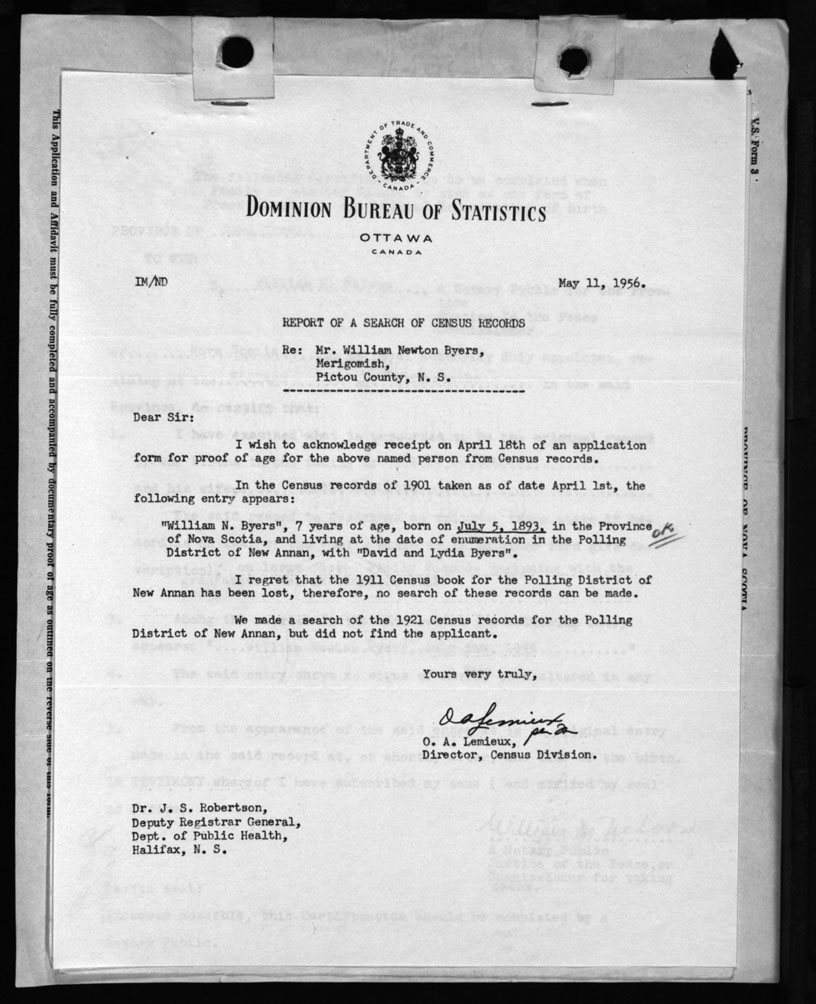 DEPARTMENT OF TRADE AND COMMERCE
CANADA
DOMINION BUREAU OF STATISTICS
OTTAWA
CANADA
IM/ND
May 11, 1956.
REPORT OF A SEARCH OF CENSUS RECORDS
Re: Mr. William Newton Byers,
Merigomish,
Pictou County, N. S.
Dear Sir:
I wish to acknowledge receipt on April 18th of an application
form for proof of age for the above named person from Census records.
In the Census records of 1901 taken as of date April 1st, the
following entry appears:
"William N. Byers", 7 years of age, born on July 5, 1893, in the Province
OK
of Nova Scotia, and living at the date of enumeration in the Polling
District of New Annan, with "David and Lydia Byers".
I regret that the 1911 Census book for the Polling District of
New Annan has been lost, therefore, no search of these records can be made.
We made a search of the 1921 Census records for the Polling
District of New Annan, but did not find the applicant.
Yours very truly,
OALemieux
per
O. A. Lemieux,
Director, Census Division.
Dr. J. S. Robertson,
Deputy Registrar General,
Dept. of Public Health,
Halifax, N. S.
This Application and Affidavit must be fully completed and accompanied by documentary proof of age as outlined on the reverse side of this form.
V.S. Form 3
PROVINCE OF NOVA SCOTIA